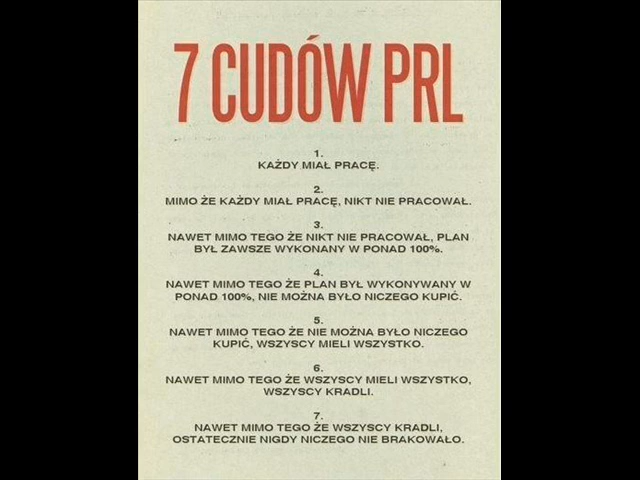 7 CUDÓW PRL
1.
KAŻDY MIAŁ PRACĘ.
2.
MIMO ŻE KAŻDY MIAŁ PRACĘ, NIKT NIE PRACOWAŁ.
3.
NAWET MIMO TEGO ŻE NIKT NIE PRACOWAŁ, PLAN
BYŁ ZAWSZE WYKONANY W PONAD 100%.
4.
NAWET MIMO TEGO ŻE PLAN BYŁ WYKONYWANY W
PONAD 100%, NIE MOŻNA BYŁO NICZEGO KUPIĆ.
5.
NAWET MIMO TEGO ŻE NIE MOŻNA BYŁO NICZEGO
KUPIĆ, WSZYSCY MIELI WSZYSTKO.
6.
NAWET MIMO TEGO ŻE WSZYSCY MIELI WSZYSTKO,
WSZYSCY KRADLI.
7.
NAWET MIMO TEGO ŻE WSZYSCY KRADLI,
OSTATECZNIE NIGDY NICZEGO NIE BRAKOWAŁO.